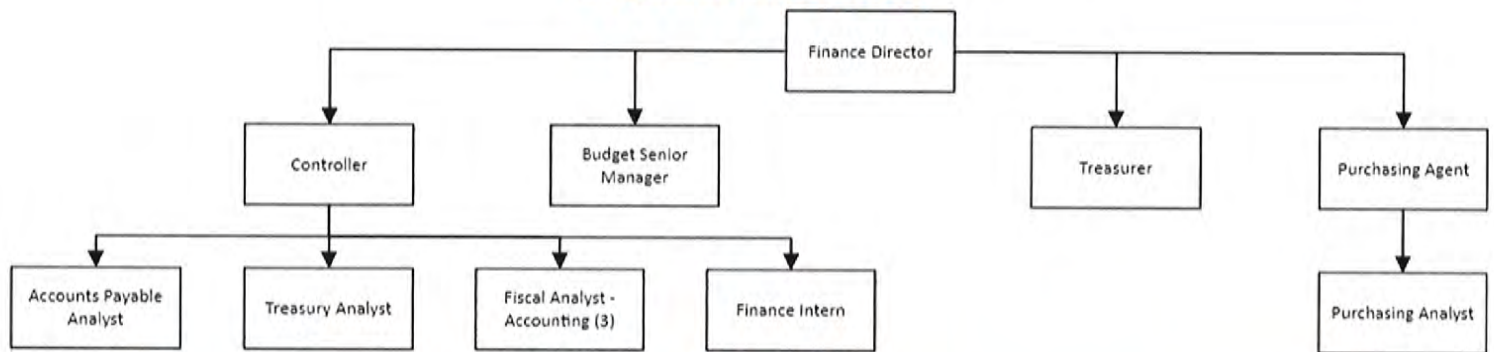 Finance Director
Controller
Budget Senior
Manager
Treasurer
Purchasing Agent
Accounts Payable
Analyst
Treasury Analyst
Fiscal Analyst -
Accounting (3)
Finance Intern
Purchasing Analyst